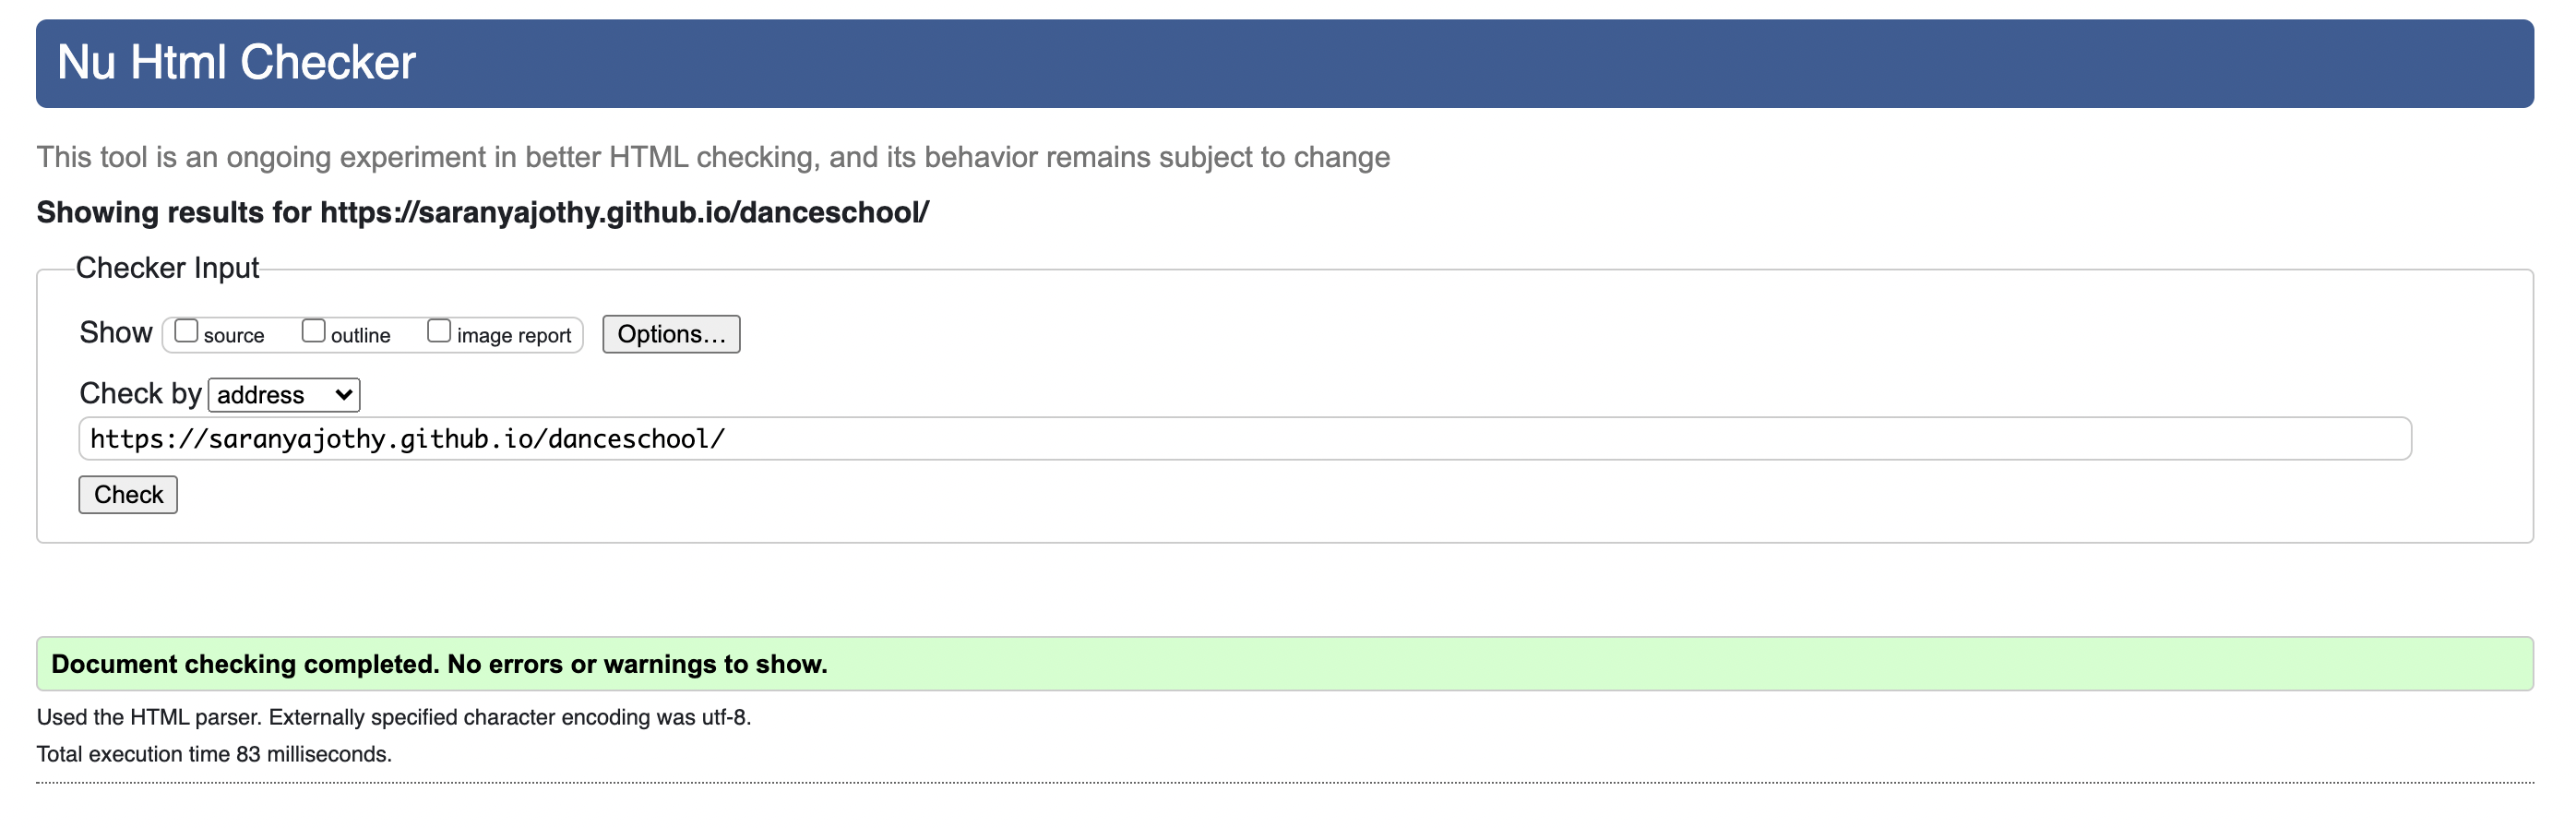 Nu Html Checker
This tool is an ongoing experiment in better HTML checking, and its behavior remains subject to change
Showing results for https://saranyajothy.github.io/danceschool/
Checker Input
Show source outline image report Options...
Check by address
https://saranyajothy.github.io/danceschool/
Check
Document checking completed. No errors or warnings to show.
Used the HTML parser. Externally specified character encoding was utf-8.
Total execution time 83 milliseconds.